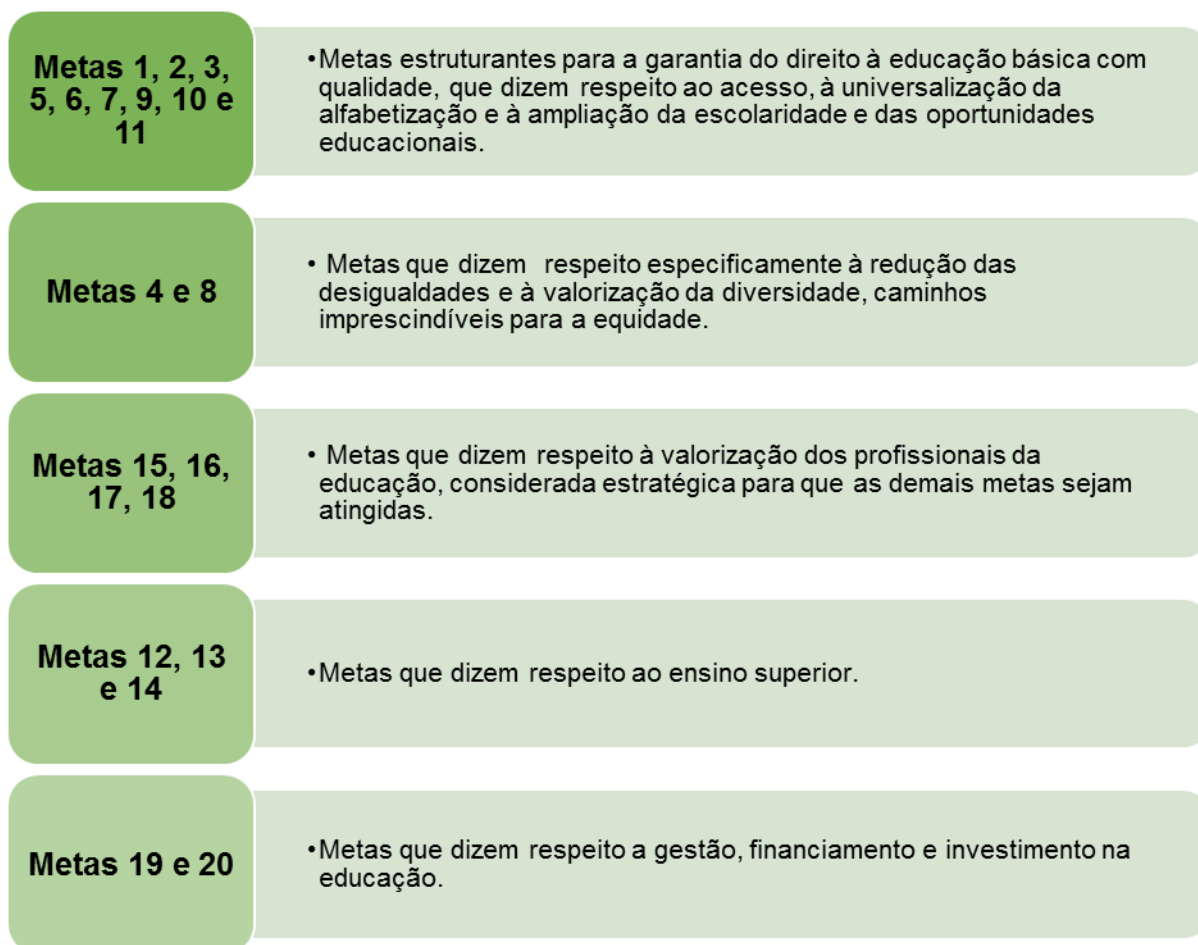 Metas 1, 2, 3,
5, 6, 7, 9, 10 e
11
•Metas estruturantes para a garantia do direito à educação básica com
qualidade, que dizem respeito ao acesso, à universalização da
alfabetização e à ampliação da escolaridade e das oportunidades
educacionais.
Metas 4 e 8
• Metas que dizem respeito especificamente à redução das
desigualdades e à valorização da diversidade, caminhos
imprescindíveis para a equidade.
Metas 15, 16,
17, 18
• Metas que dizem respeito à valorização dos profissionais da
educação, considerada estratégica para que as demais metas sejam
atingidas.
Metas 12, 13
e 14
•Metas que dizem respeito ao ensino superior.
Metas 19 e 20
•Metas que dizem respeito a gestão, financiamento e investimento na
educação.